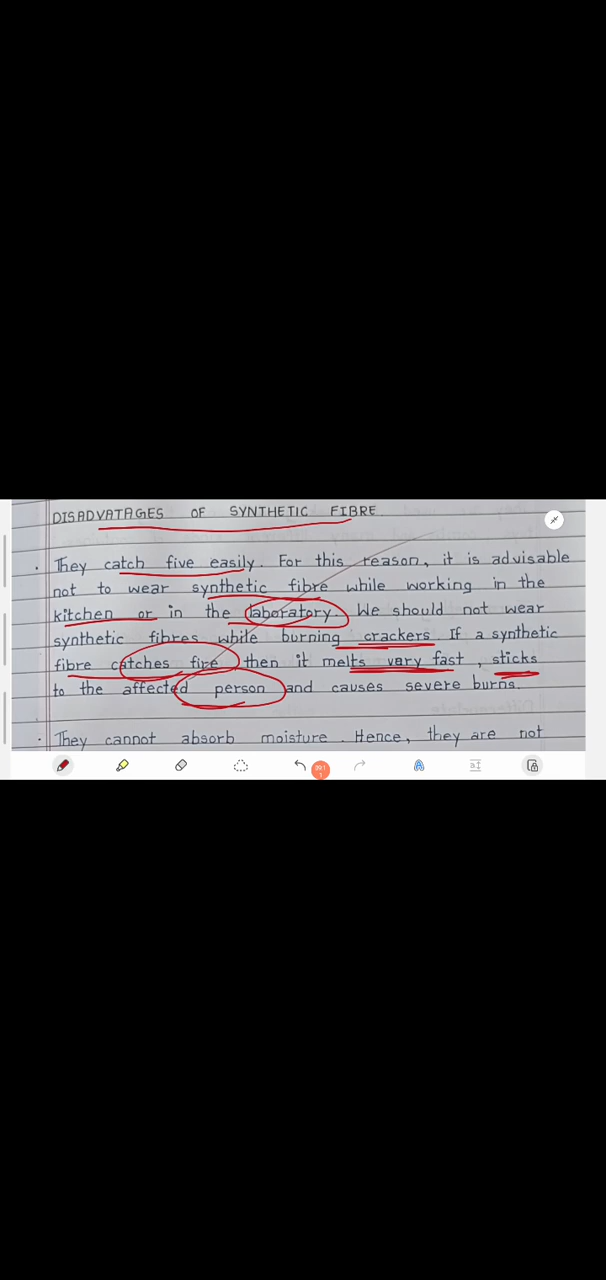 DISADVATAGES OF SYNTHETIC FIBRE
. They catch five easily. For this reason, it is advisable
not to wear synthetic fibre while working in the
kitchen or in the laboratory. We should not wear
synthetic fibres while burning crackers. If a synthetic
fibre catches fire then it melts vary fast, sticks
to the affected person and causes severe burns.
. They cannot absorb moisture. Hence, they are not